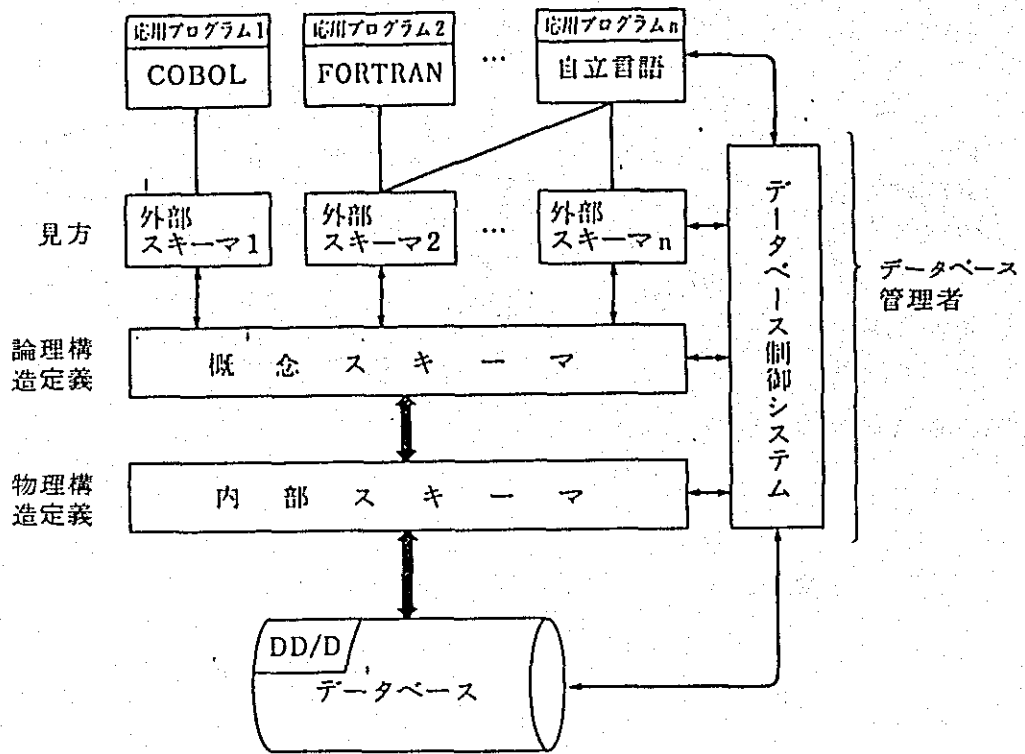 応用プログラム1
応用プログラム2
応用プログラムn
COBOL
FORTRAN
…
自立言語
見方
外部
スキーマ1
外部
スキーマ2
…
外部
スキーマn
データベース制御システム
データベース
管理者
論理構
造定義
概念スキーマ
物理構
造定義
内部スキーマ
DD/D
データベース